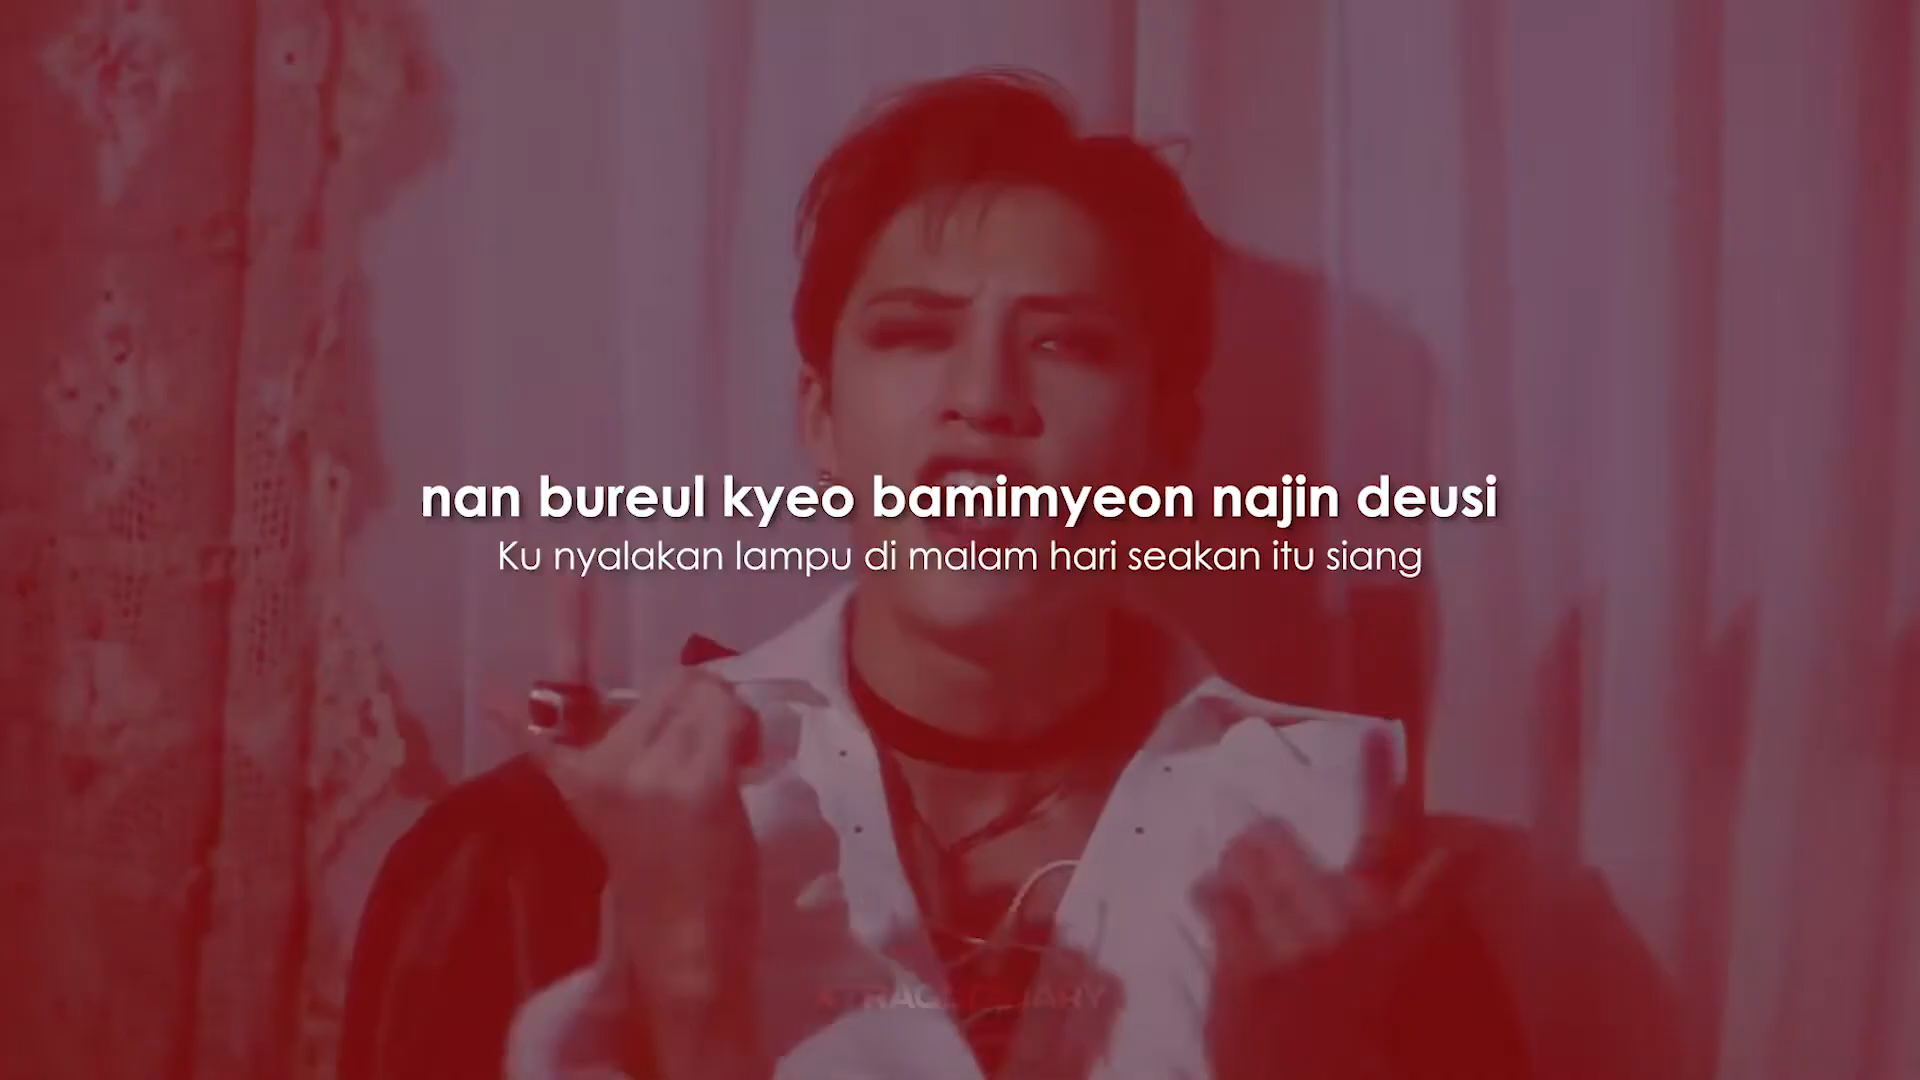 nan bureul kyeo bamimyeon najin deusi
Ku nyalakan lampu di malam hari seakan itu siang